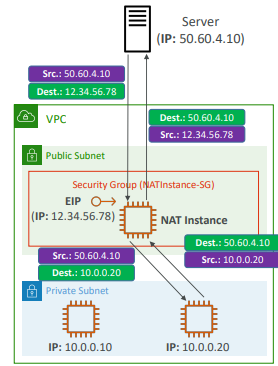 Server
(IP: 50.60.4.10)
Src.: 50.60.4.10
Dest.: 12.34.56.78
Dest.: 50.60.4.10
Src.: 12.34.56.78
VPC
Public Subnet
Security Group (NATInstance-SG)
EIP
(IP: 12.34.56.78)
NAT Instance
Dest.: 50.60.4.10
Src.: 10.0.0.20
Src.: 50.60.4.10
Dest.: 10.0.0.20
Private Subnet
IP: 10.0.0.10
IP: 10.0.0.20